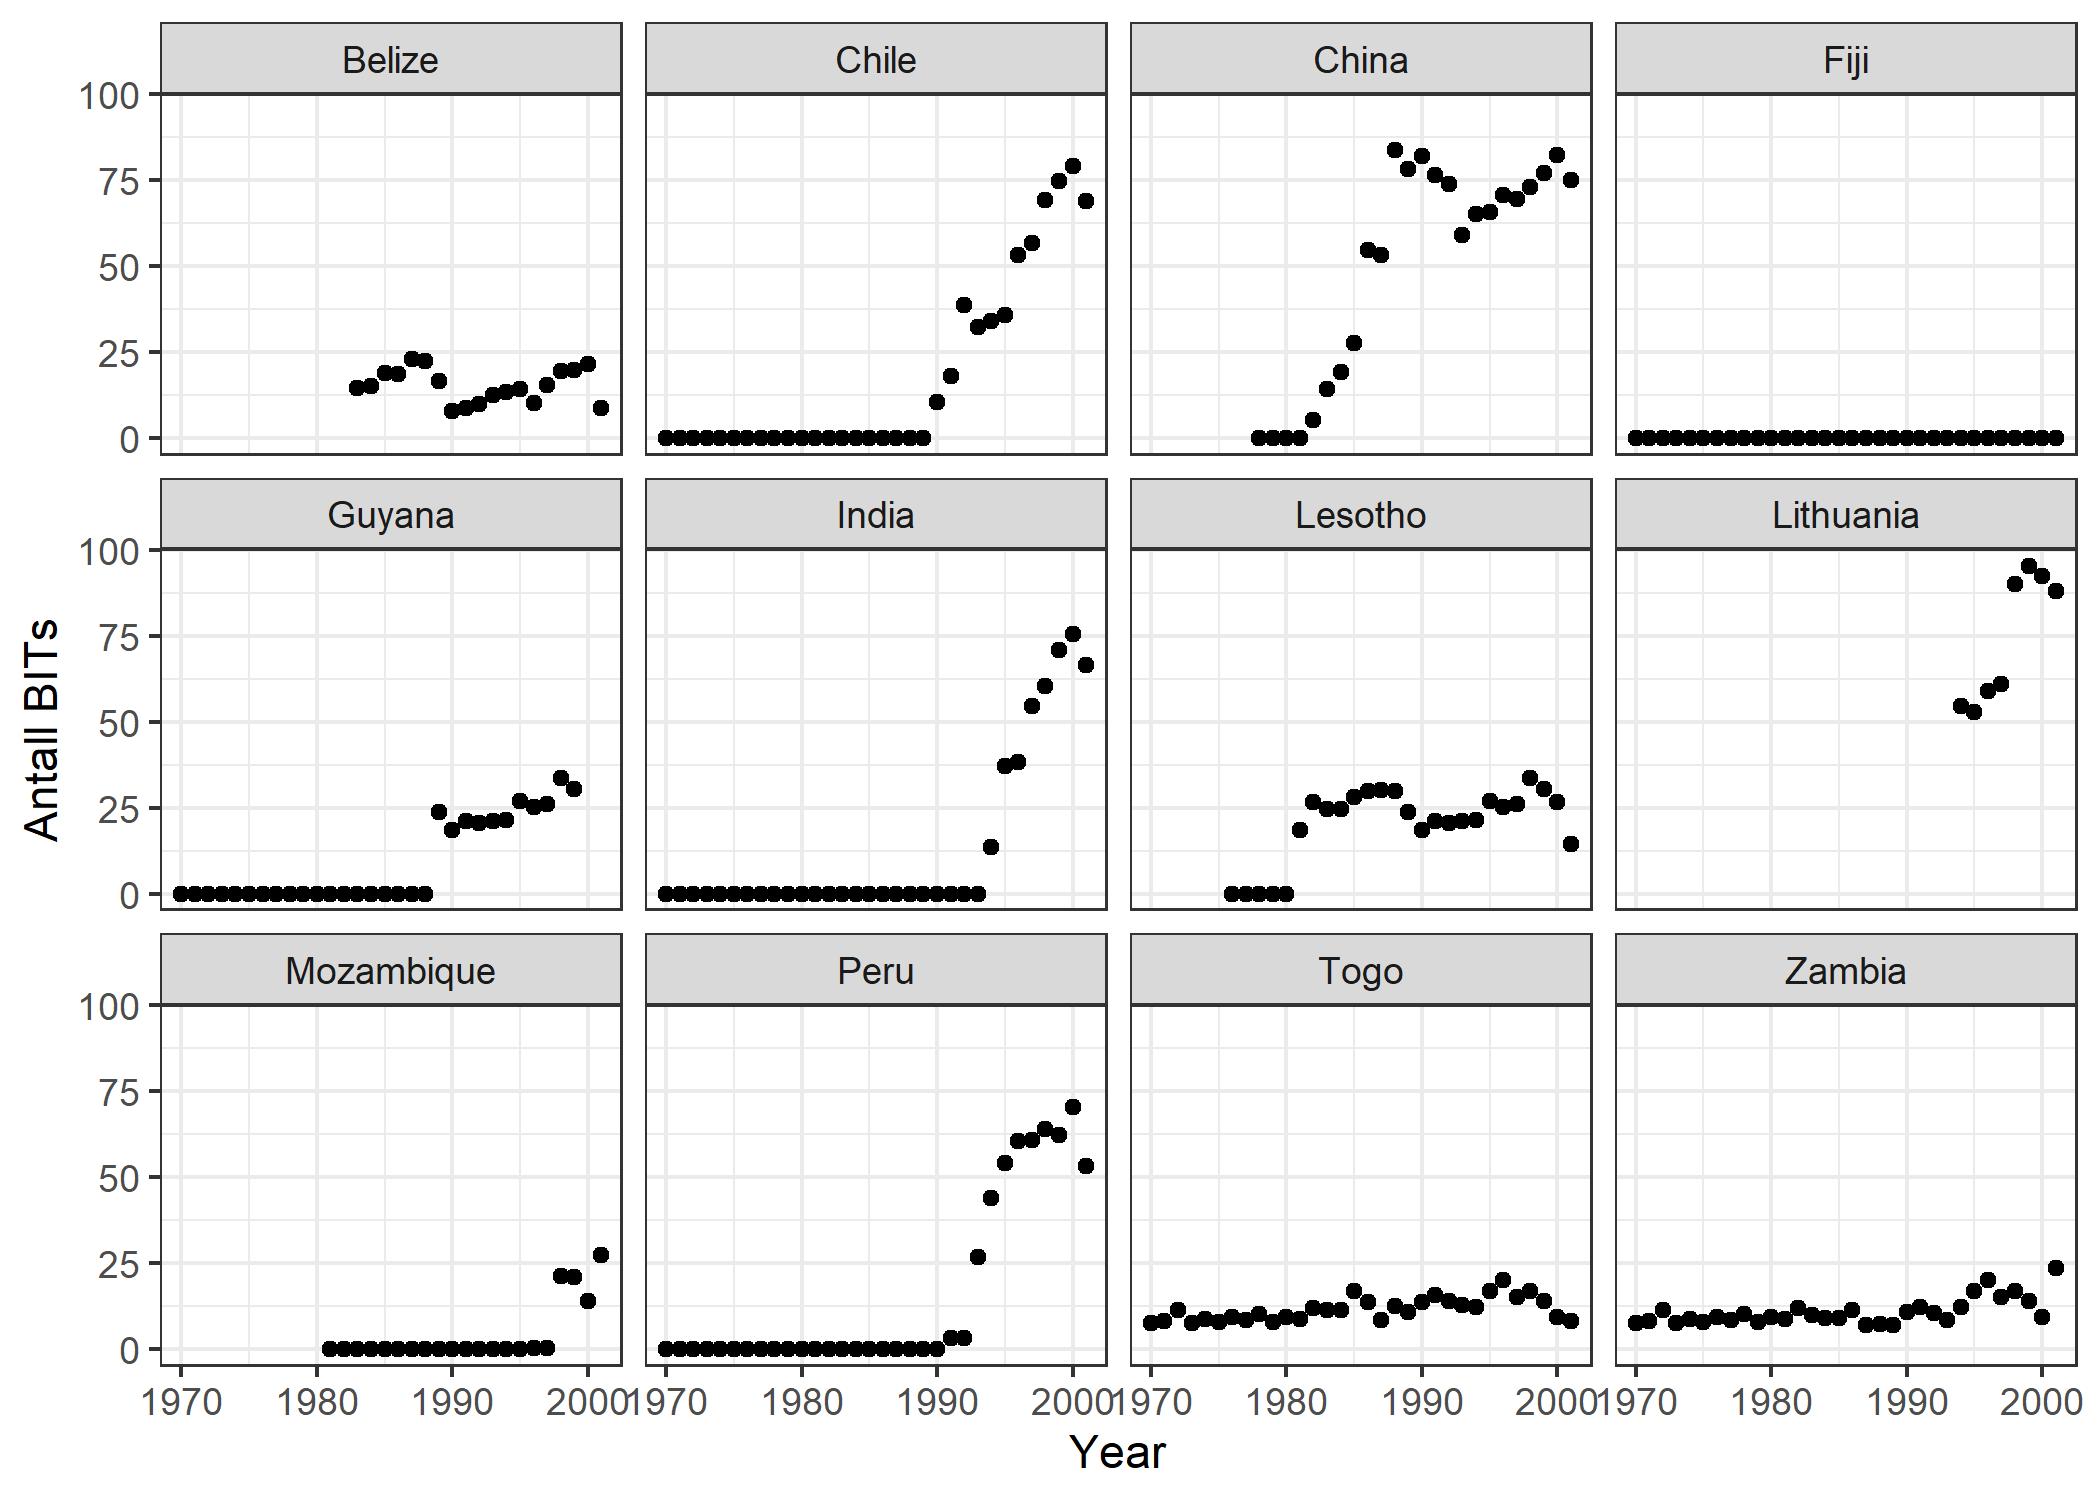 Belize Chile China Fiji
100
75
50
25
0
Guyana India Lesotho Lithuania
100
75
50
25
0
Mozambique Peru Togo Zambia
100
75
50
25
0
1970 1980 1990 2000 1970 1980 1990 2000 1970 1980 1990 2000 1970 1980 1990 2000
Year
Antall BITs